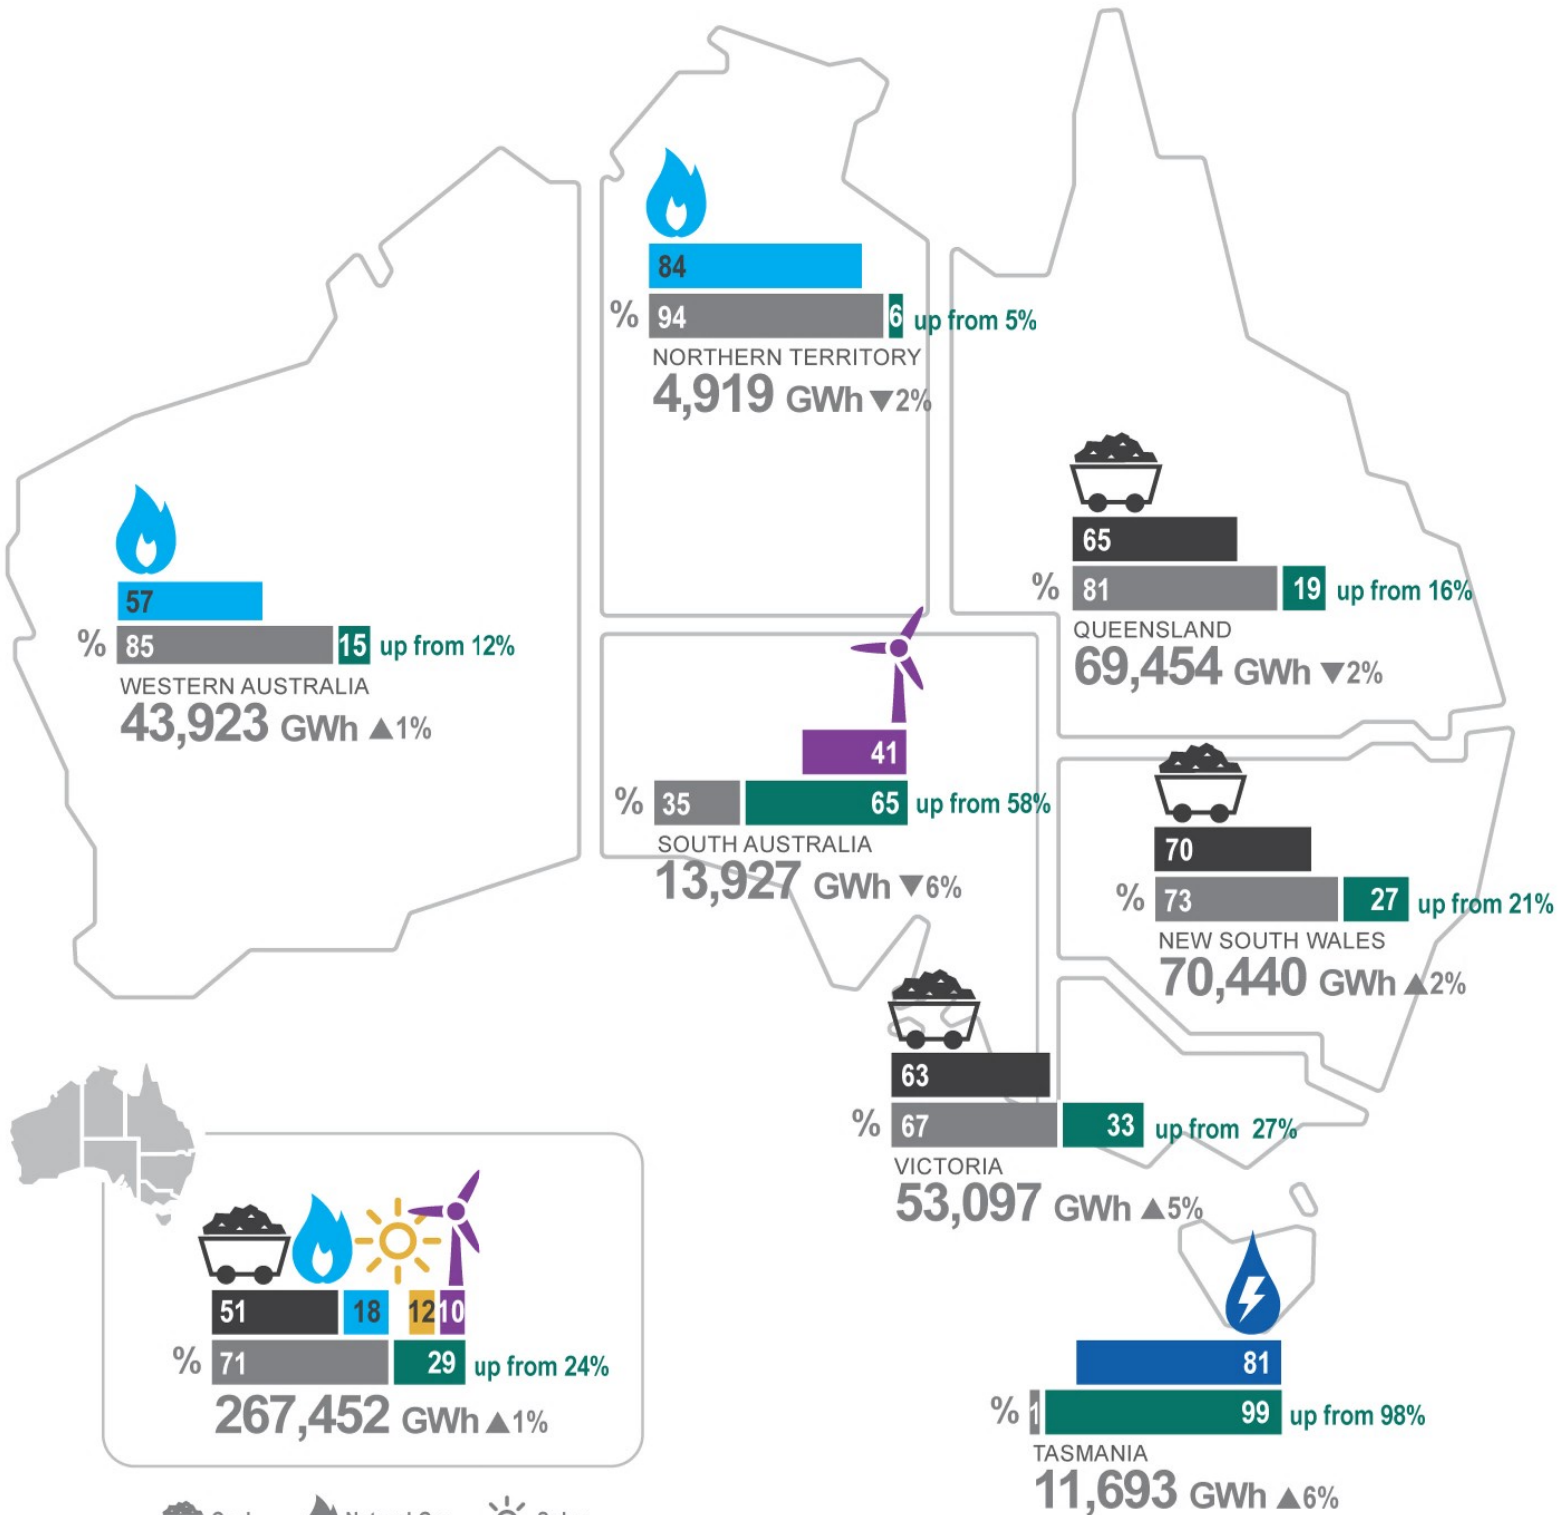 84
% 94 6 up from 5%
NORTHERN TERRITORY
4,919 GWh ▼2%
65
% 81 19 up from 16%
QUEENSLAND
69,454 GWh ▼2%
57
% 85 15 up from 12%
WESTERN AUSTRALIA
43,923 GWh ▲1%
41
% 35 65 up from 58%
SOUTH AUSTRALIA
13,927 GWh ▼6%
70
% 73 27 up from 21%
NEW SOUTH WALES
70,440 GWh ▲2%
63
% 67 33 up from 27%
VICTORIA
53,097 GWh ▲5%
51 18 12 10
% 71 29 up from 24%
267,452 GWh ▲1%
81
% 1 99 up from 98%
TASMANIA
11,693 GWh ▲6%